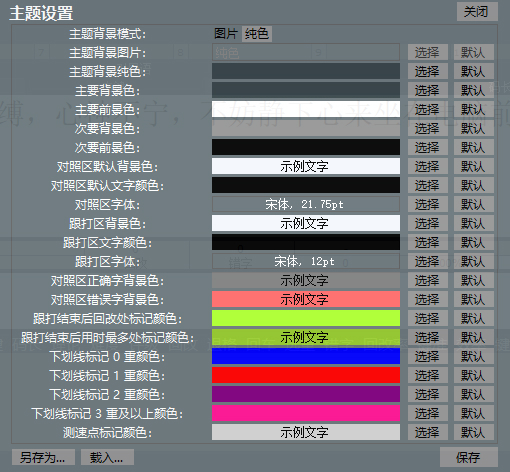 主题设置 关闭
主题背景模式： 图片 纯色
主题背景图片： 纯色 选择 默认
主题背景纯色： 选择 默认
主要背景色： 选择 默认
主要前景色： 选择 默认
次要背景色： 选择 默认
次要前景色： 选择 默认
对照区默认背景色： 示例文字 选择 默认
对照区默认文字颜色： 选择 默认
对照区字体： 宋体, 21.75pt 选择 默认
跟打区背景色： 示例文字 选择 默认
跟打区文字颜色： 选择 默认
跟打区字体： 宋体, 12pt 选择 默认
对照区正确字背景色： 示例文字 选择 默认
对照区错误字背景色： 示例文字 选择 默认
跟打结束后回改处标记颜色： 选择 默认
跟打结束后用时最多处标记颜色： 示例文字 选择 默认
下划线标记 0 重颜色： 选择 默认
下划线标记 1 重颜色： 选择 默认
下划线标记 2 重颜色： 选择 默认
下划线标记 3 重及以上颜色： 选择 默认
测速点标记颜色： 示例文字 选择 默认
另存为... 载入... 保存